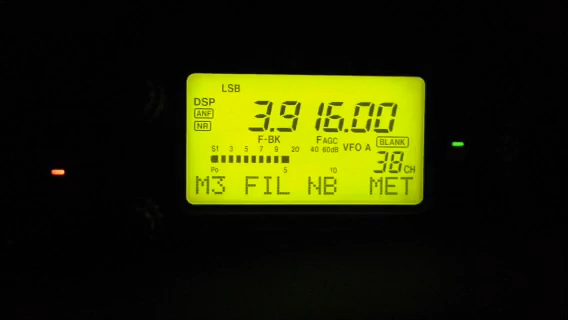 LSB
DSP
ANF
NR
3.916.00
F-BK FAGC VFO A BLANK
S1 3 5 7 9 20 40 60dB
38 CH
Po 5 10
M3 FIL NB MET